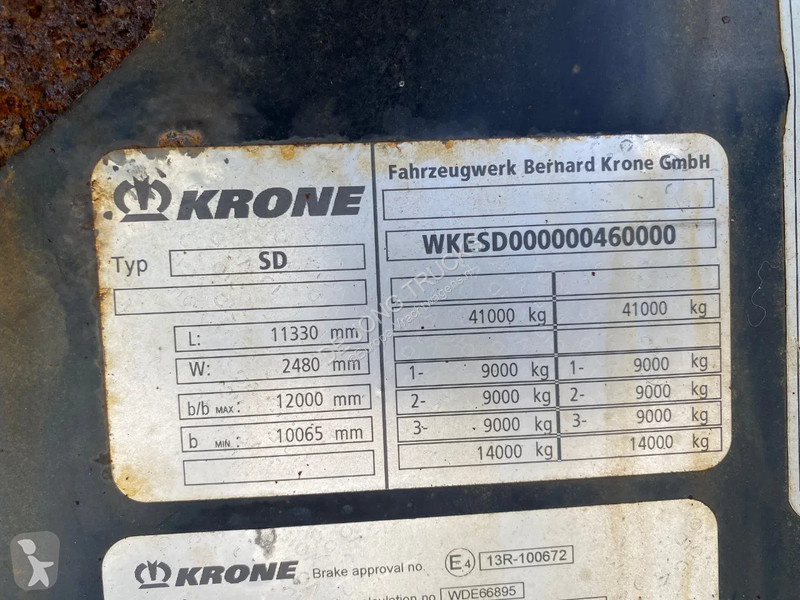 KRONE
Typ SD
L: 11330 mm
W: 2480 mm
b/b MAX: 12000 mm
b MIN: 10065 mm
Fahrzeugwerk Bernard Krone GmbH
WKESD000000460000
41000 kg 41000 kg
1- 9000 kg 1- 9000 kg
2- 9000 kg 2- 9000 kg
3- 9000 kg 3- 9000 kg
14000 kg 14000 kg
KRONE
Brake approval no. E4 13R-100672
no WDE66895